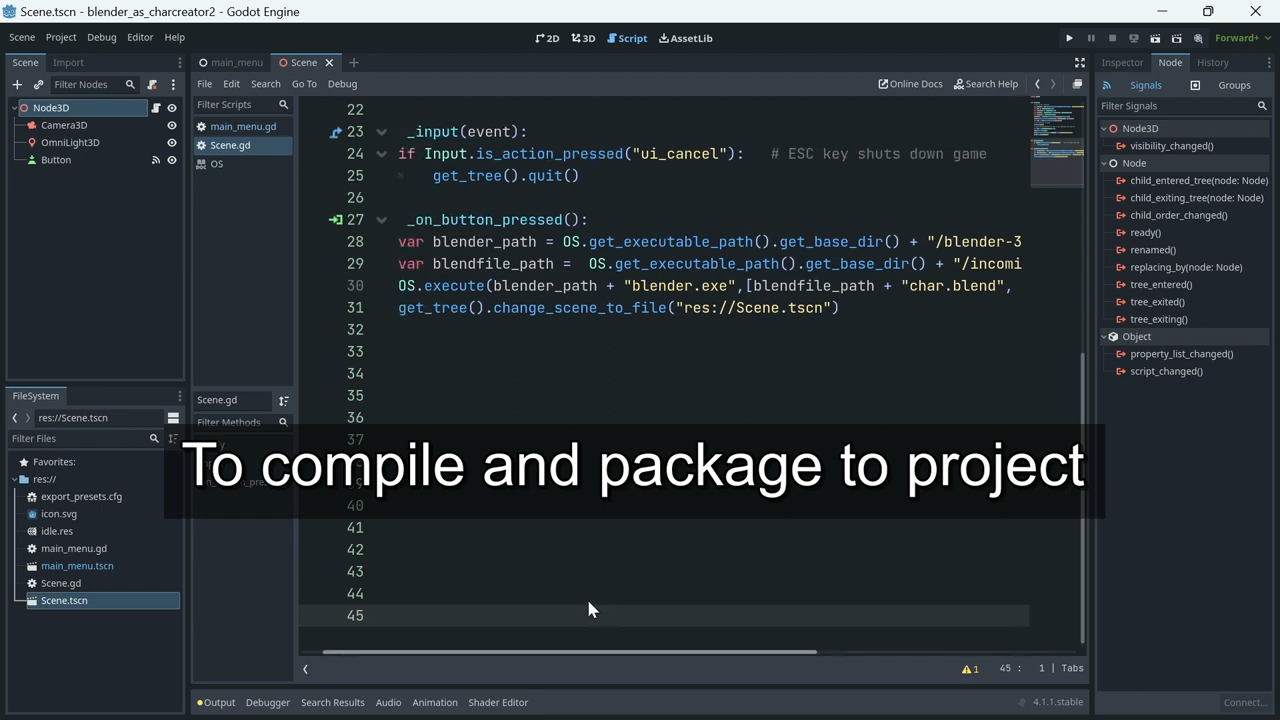 Scene.tscn - blender_as_charcreator2 - Godot Engine
Scene Project Debug Editor Help
2D 3D Script AssetLib
Forward+
Scene Import
main_menu Scene
Inspector Node History
Filter Nodes
File Edit Search Go To Debug
Online Docs Search Help
Signals Groups
Filter Scripts
Filter Signals
Node3D
Camera3D
OmniLight3D
Button
main_menu.gd
Scene.gd
OS
22
23 _input(event):
24 if Input.is_action_pressed("ui_cancel"): # ESC key shuts down game
25 get_tree().quit()
26
27 _on_button_pressed():
28 var blender_path = OS.get_executable_path().get_base_dir() + "/blender-3
29 var blendfile_path = OS.get_executable_path().get_base_dir() + "/incomi
30 OS.execute(blender_path + "blender.exe",[blendfile_path + "char.blend",
31 get_tree().change_scene_to_file("res://Scene.tscn")
32
33
34
35
36
37
40
41
42
43
44
45
Node3D
visibility_changed()
Node
child_entered_tree(node: Node)
child_exiting_tree(node: Node)
child_order_changed()
ready()
renamed()
replacing_by(node: Node)
tree_entered()
tree_exited()
tree_exiting()
Object
property_list_changed()
script_changed()
FileSystem
res://Scene.tscn
Filter Files
Scene.gd
Filter Methods
To compile and package to project
Favorites:
res://
export_presets.cfg
icon.svg
idle.res
main_menu.gd
main_menu.tscn
Scene.gd
Scene.tscn
1 45 : 1 | Tabs
Output Debugger Search Results Audio Animation Shader Editor
4.1.1.stable
Connect...